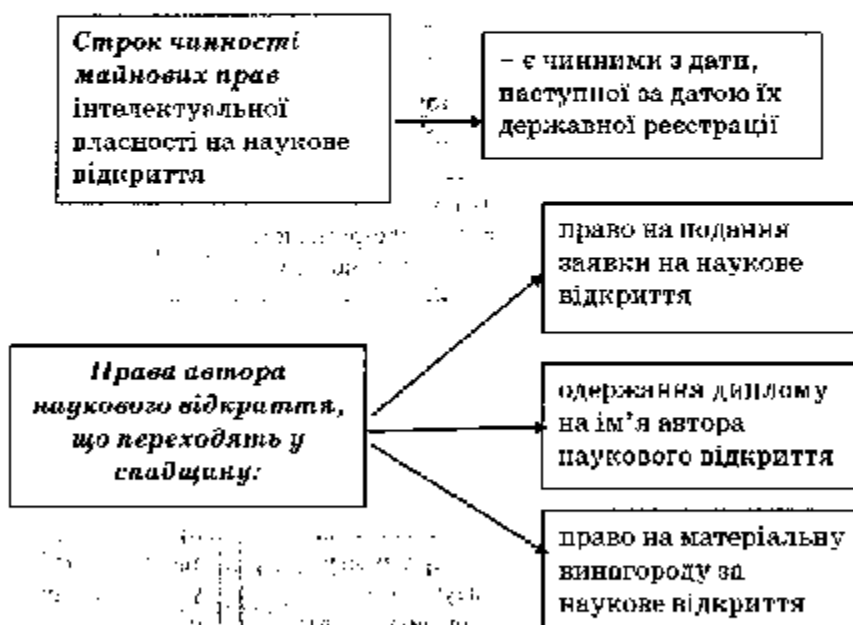 Строк чинності
майнових прав
інтелектуальної
власності на наукове
відкриття
– є чинними з дати,
наступної за датою їх
державної реєстрації
право на подання
заявки на наукове
відкриття
Права автора
наукового відкриття,
що переходять у
спадщину:
одержання диплому
на ім’я автора
наукового відкриття
право на матеріальну
винагороду за
наукове відкриття